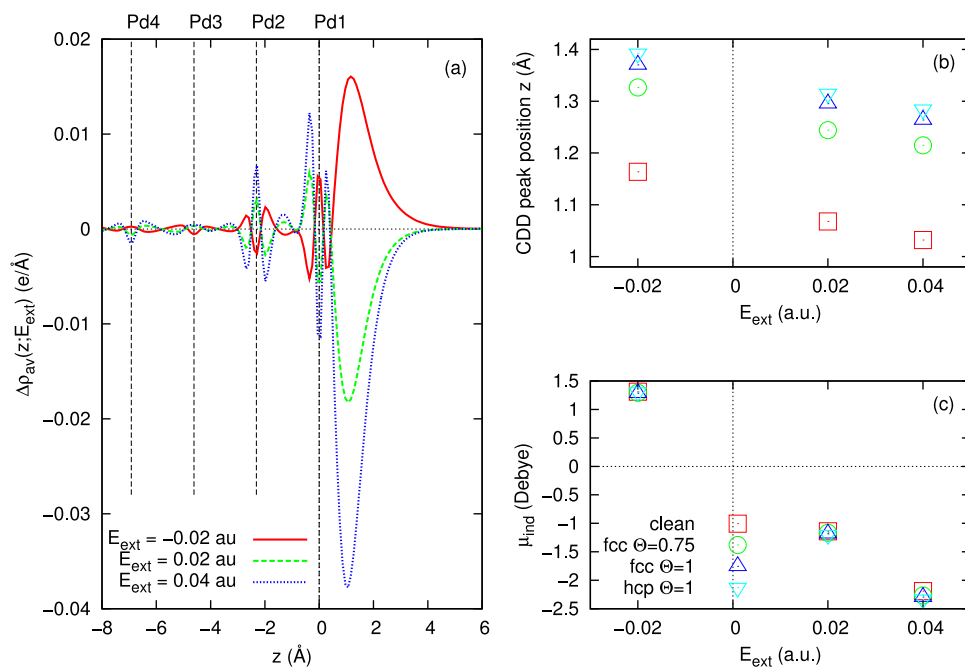 Pd4 Pd3 Pd2 Pd1
(a)
0.02
0.01
0
−0.01
−0.02
−0.03
−0.04
Δρav(z;Eext) (e/Å)
Eext = −0.02 au
Eext = 0.02 au
Eext = 0.04 au
−8 −6 −4 −2 0 2 4 6
z (Å)
(b)
1.4
1.3
1.2
1.1
1
CDD peak position z (Å)
−0.02 0 0.02 0.04
Eext (a.u.)
(c)
1.5
1
0.5
0
−0.5
−1
−1.5
−2
−2.5
μind (Debye)
clean
fcc Θ=0.75
fcc Θ=1
hcp Θ=1
−0.02 0 0.02 0.04
Eext (a.u.)